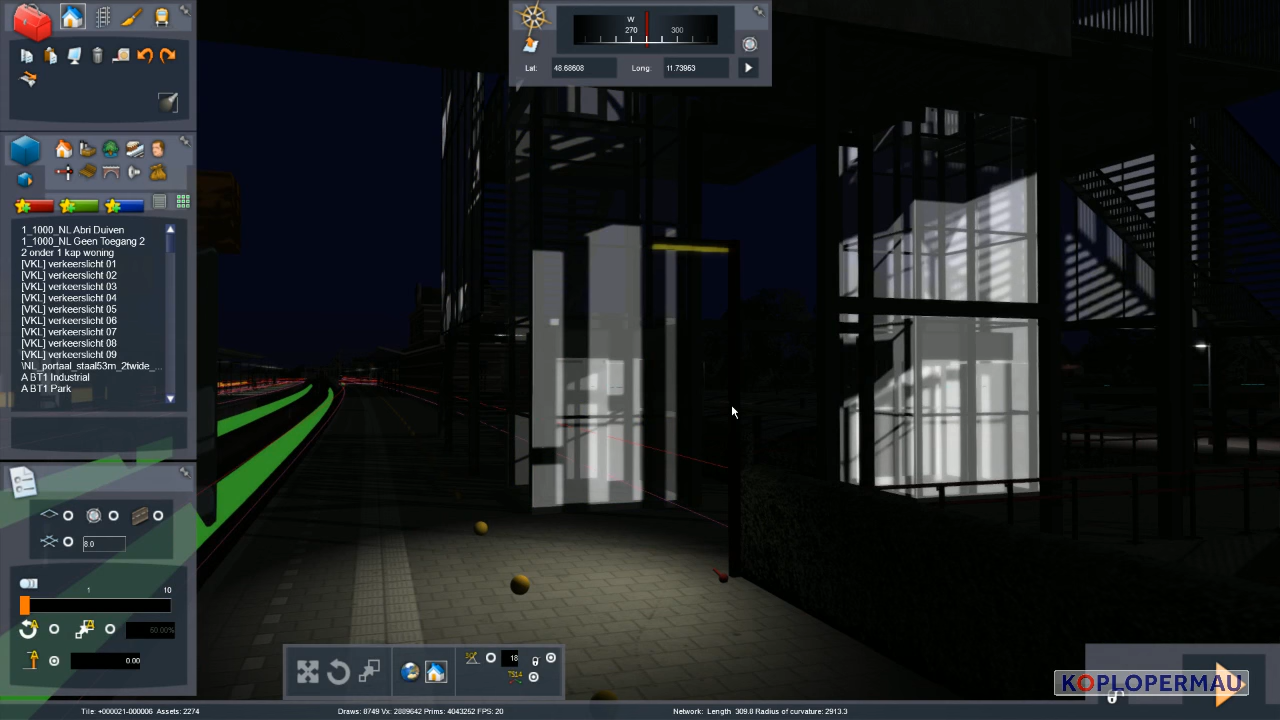 W
270
300
Lat:
48.68608
Long:
11.73953
1_1000_NL Abri Duiven
1_1000_NL Geen Toegang 2
2 onder 1 kap woning
[VKL] verkeerslicht 01
[VKL] verkeerslicht 02
[VKL] verkeerslicht 03
[VKL] verkeerslicht 04
[VKL] verkeerslicht 05
[VKL] verkeerslicht 06
[VKL] verkeerslicht 07
[VKL] verkeerslicht 08
[VKL] verkeerslicht 09
\NL_portaal_staal53m_2twide_...
A BT1 Industrial
A BT1 Park
8.0
1
10
50.00%
0.00
18
TS14
KOPLOPERMAU
Tile: +000021-000006 Assets: 2274
Draws: 8749 Vx: 2889642 Prims: 4043252 FPS: 20
Network: Length 309.8 Radius of curvature: 2913.3